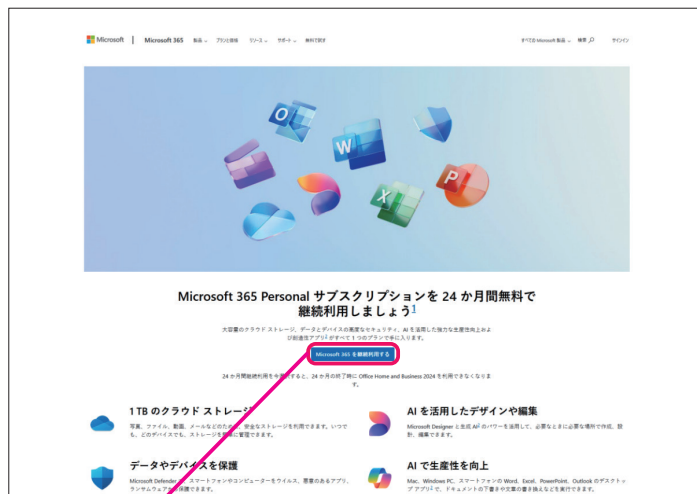 Microsoft | Microsoft 365 製品 プランと価格 リソース サポート 無料で試す すべての Microsoft 製品 検索 サインイン
O
W
P
X
Microsoft 365 Personal サブスクリプションを 24 か月間無料で
継続利用しましょう1
大容量のクラウド ストレージ、データとデバイスの高度なセキュリティ、AI を活用した強力な生産性向上およ
び創造性アプリ2 がすべて 1 つのプランで手に入ります。
Microsoft 365 を継続利用する
24 か月間継続利用を今 すると、24 か月の終了時に Office Home and Business 2024 を利用できなくなりま
す。
1 TB のクラウド ストレージ
写真、ファイル、動画、メールなどのため 、安全なストレージを利用できます。いつで
も、どのデバイスでも、ストレージを に管理できます。
AI を活用したデザインや編集
Microsoft Designer と生成 AI のパワーを活用して、必要なときに必要な場所で作成、設
計、編集できます。
データやデバイスを保護
Microsoft Defender 、スマートフォンやコンピューターをウイルス、悪意のあるアプリ、
ランサムウェア 保護できます。
AI で生産性を向上
Mac、Windows PC、スマートフォンの Word、Excel、PowerPoint、Outlook のデスクトッ
プ アプリ2 で、ドキュメントの下書きや文章の書き換えなどを実行できます。